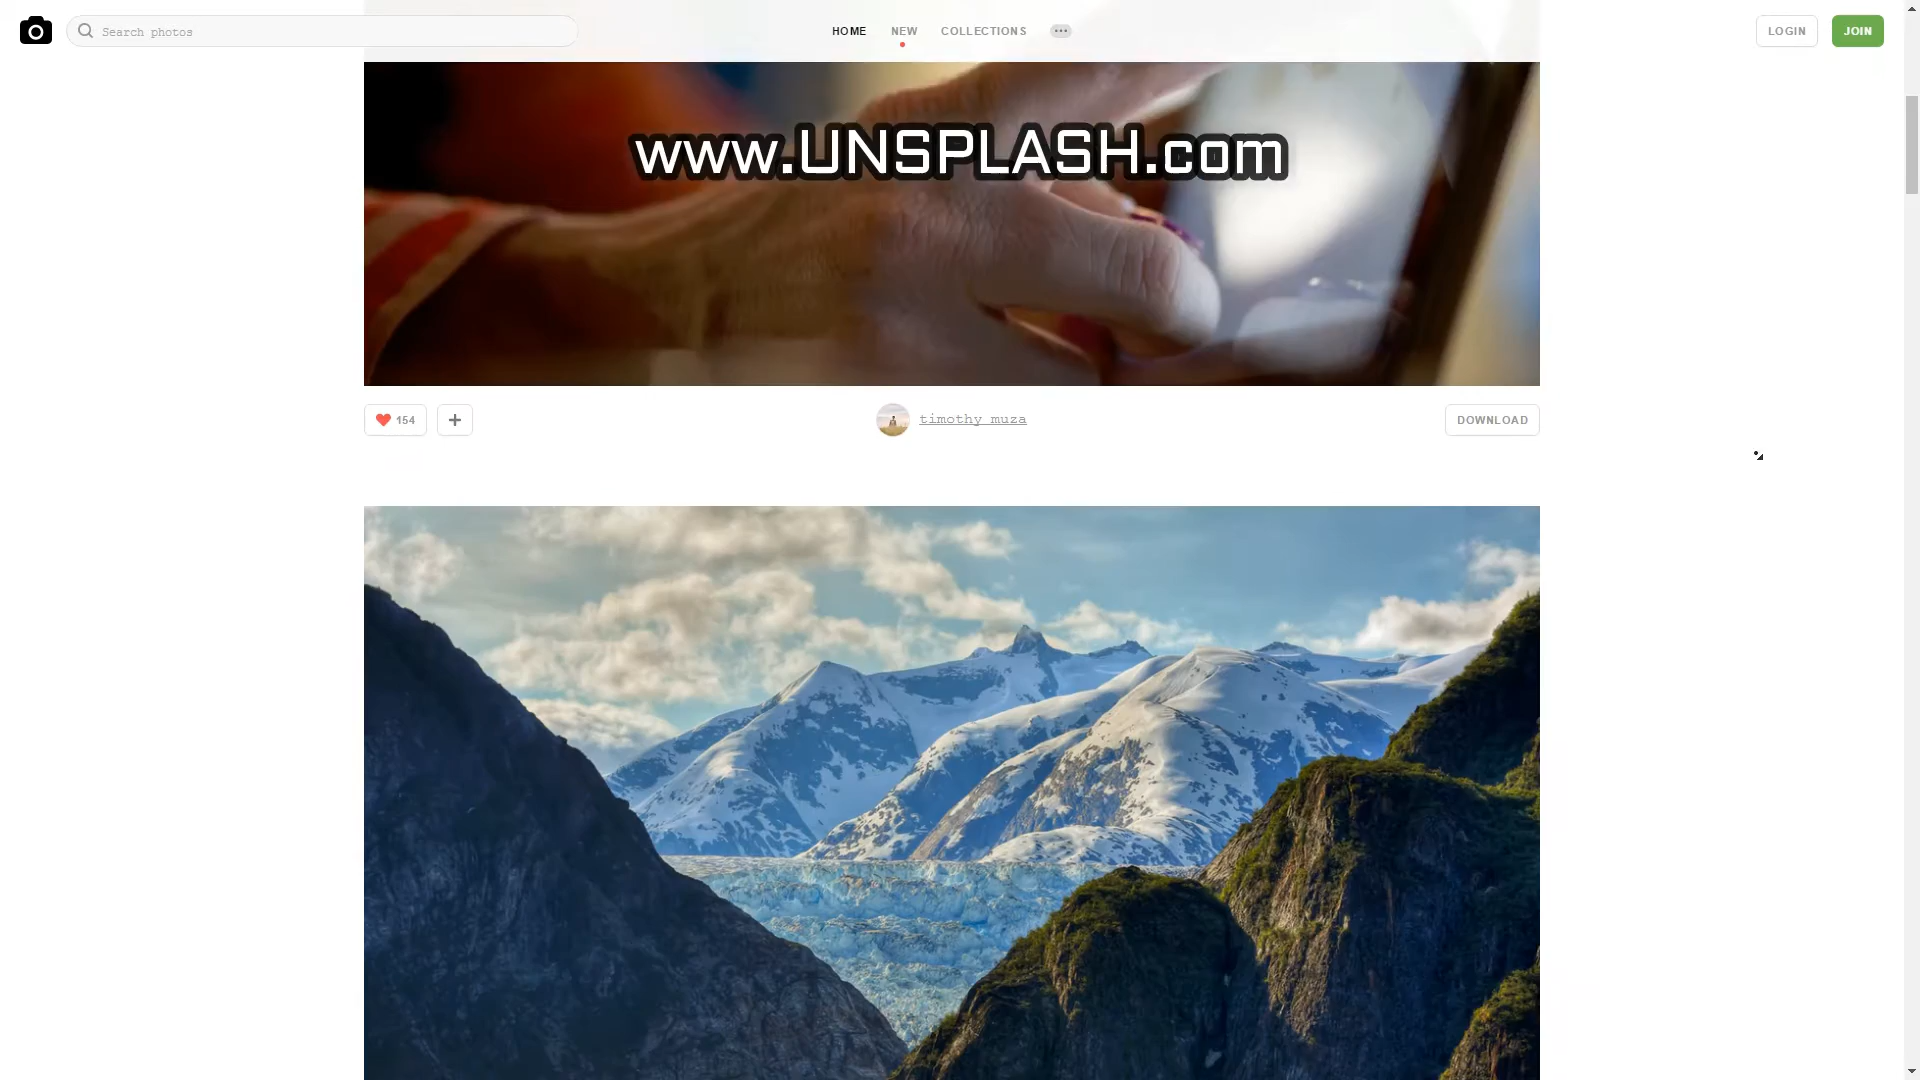 Search photos
HOME
NEW
COLLECTIONS
LOGIN
JOIN
www.UNSPLASH.com
154
timothy muza
DOWNLOAD